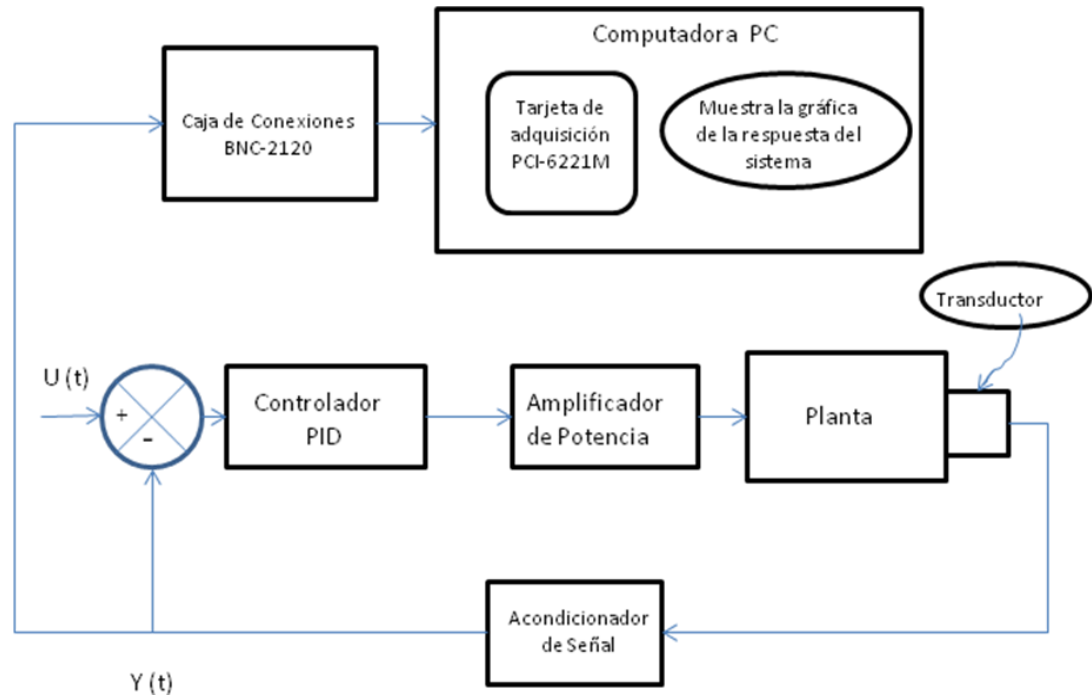 Computadora PC
Caja de Conexiones
BNC-2120
Tarjeta de
adquisición
PCI-6221M
Muestra la gráfica
de la respuesta del
sistema
Transductor
U (t)
+
-
Controlador
PID
Amplificador
de Potencia
Planta
Acondicionador
de Señal
Y (t)